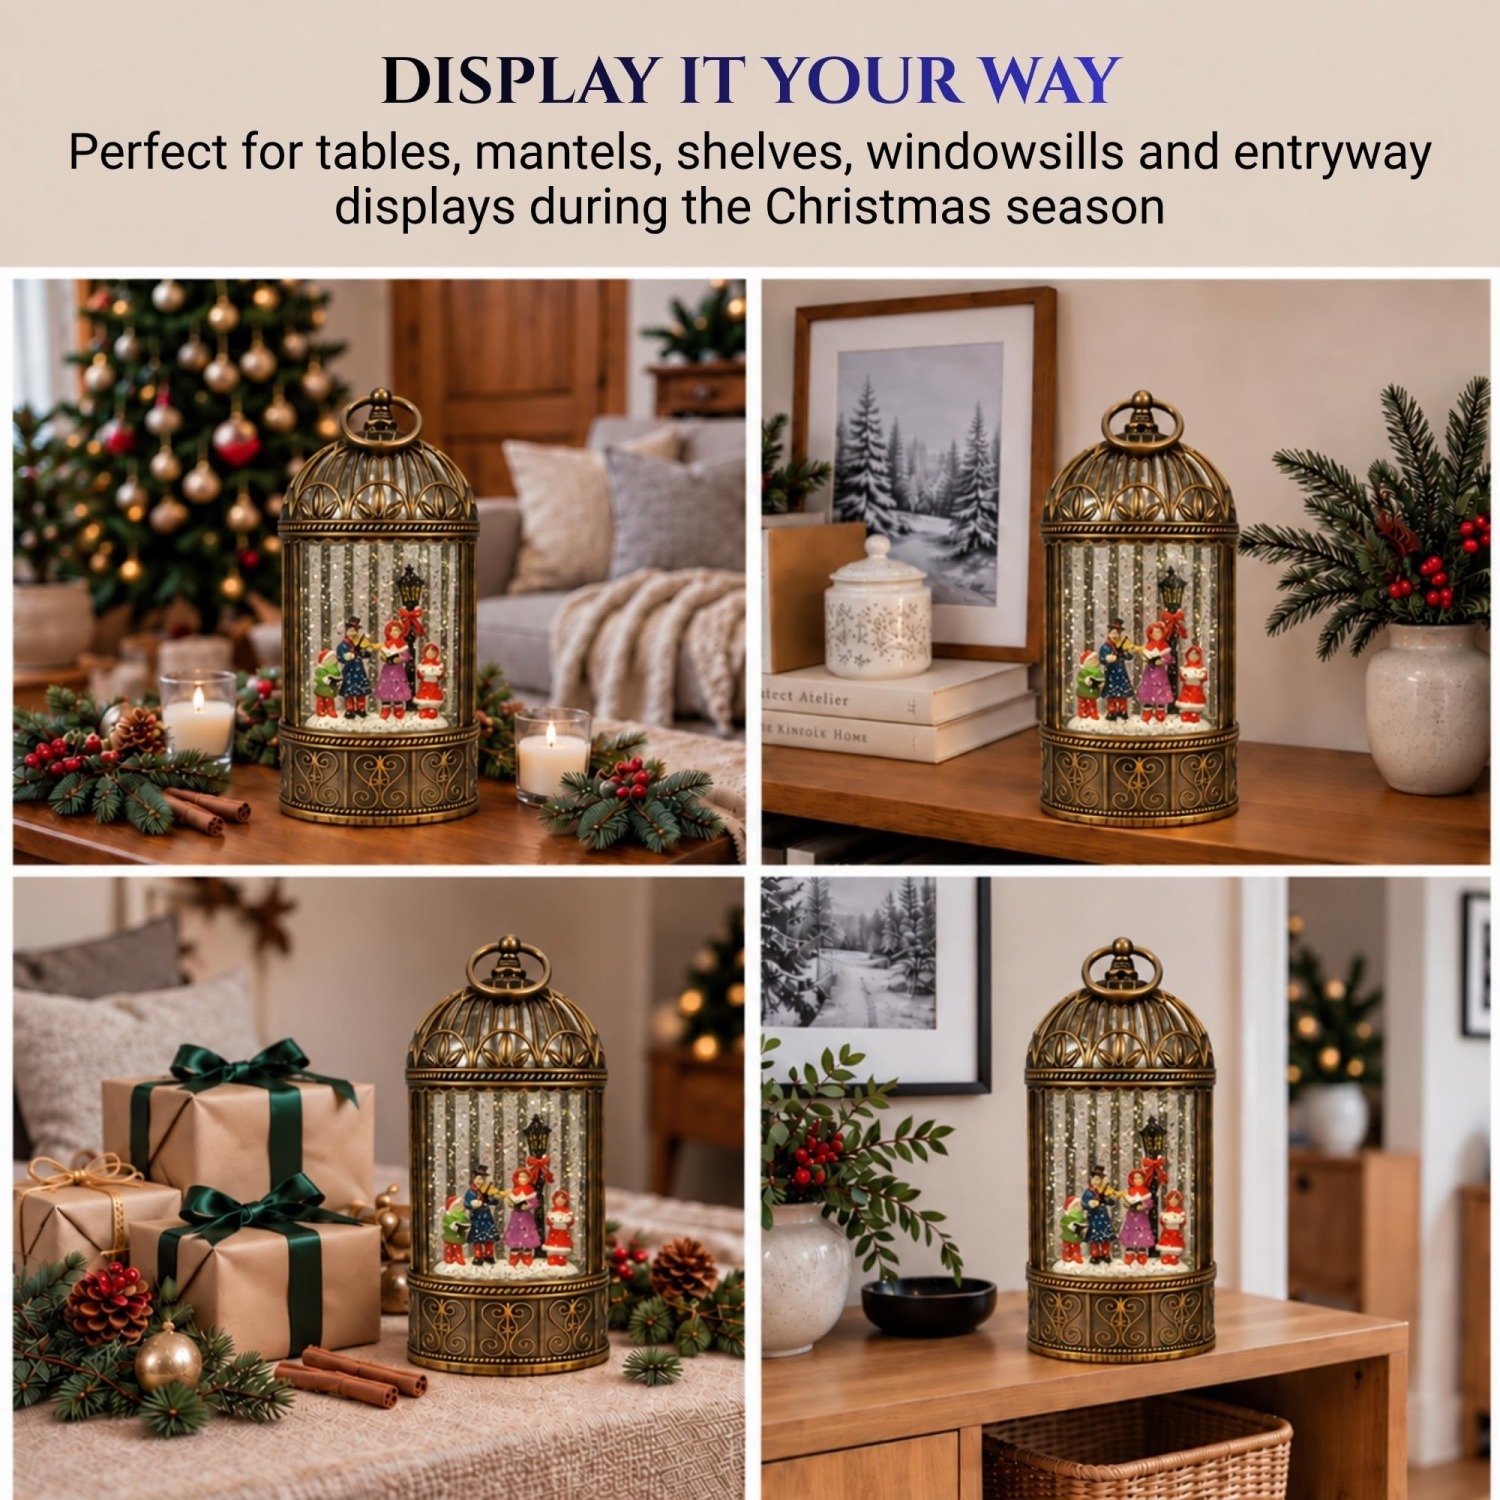 DISPLAY IT YOUR WAY
Perfect for tables, mantels, shelves, windowsills and entryway
displays during the Christmas season
Atelier
KINFOLK HOME